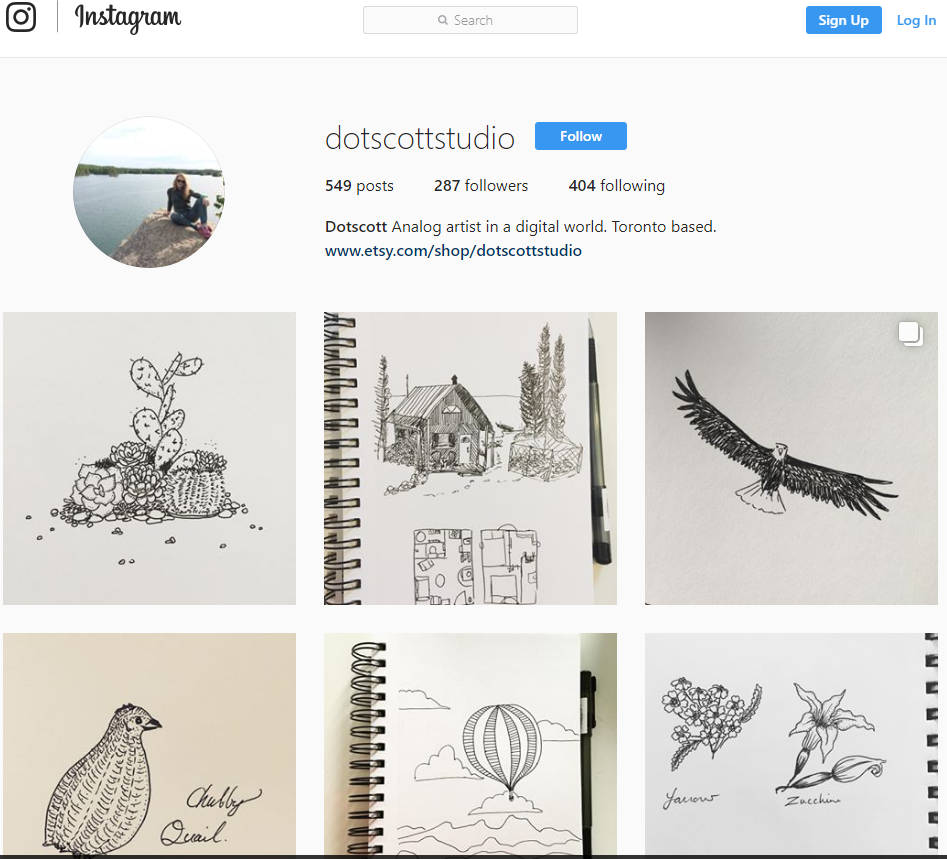 Instagram
Search
Sign Up
Log In
dotscottstudio
Follow
549 posts 287 followers 404 following
Dotscott Analog artist in a digital world. Toronto based.
www.etsy.com/shop/dotscottstudio
Chubby
Quail.
Yarrow
Zucchini